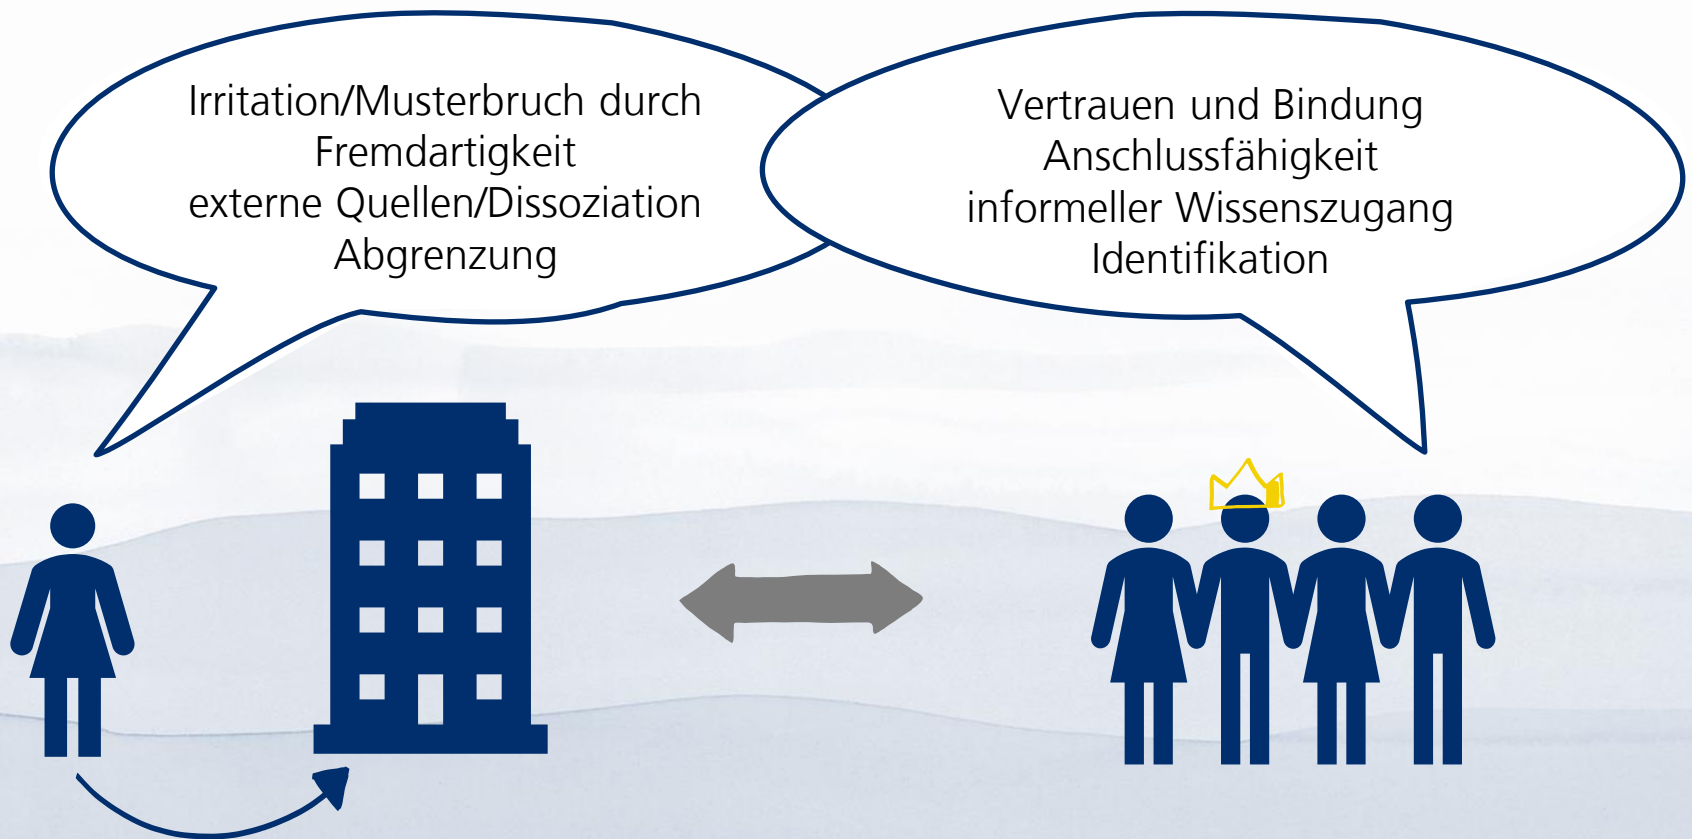 Irritation/Musterbruch durch
Fremdartigkeit
externe Quellen/Dissoziation
Abgrenzung
Vertrauen und Bindung
Anschlussfähigkeit
informeller Wissenszugang
Identifikation